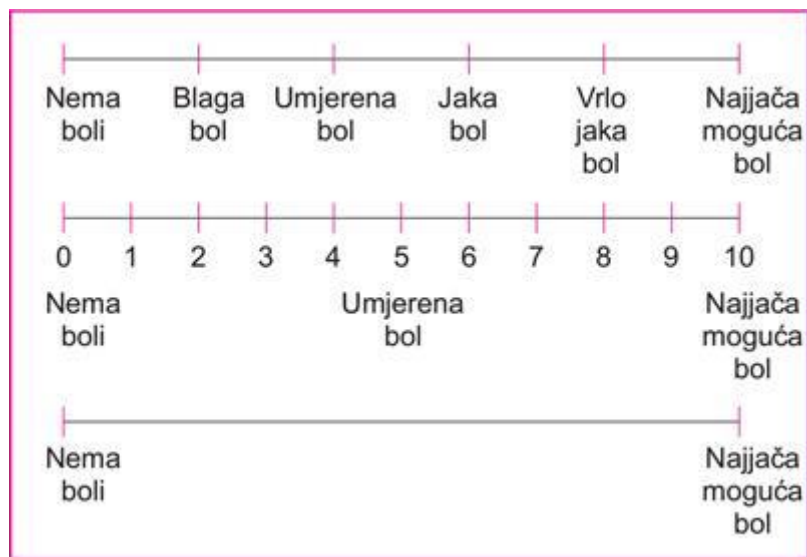 Nema Blaga Umjerena Jaka Vrlo Najjača
boli bol bol bol jaka moguća
bol bol
0 1 2 3 4 5 6 7 8 9 10
Nema Umjerena Najjača
boli bol moguća
bol
Nema Najjača
boli moguća
bol